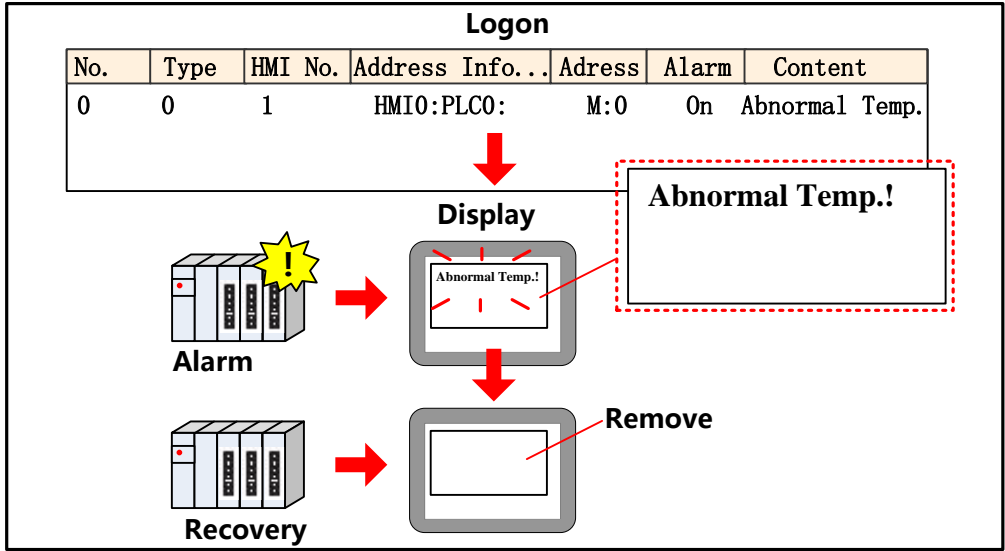 Logon
No. Type HMI No. Address Info... Adress Alarm Content
0 0 1 HMI0:PLC0: M:0 On Abnormal Temp.
Abnormal Temp.!
Display
!
Abnormal Temp.!
Alarm
Remove
Recovery